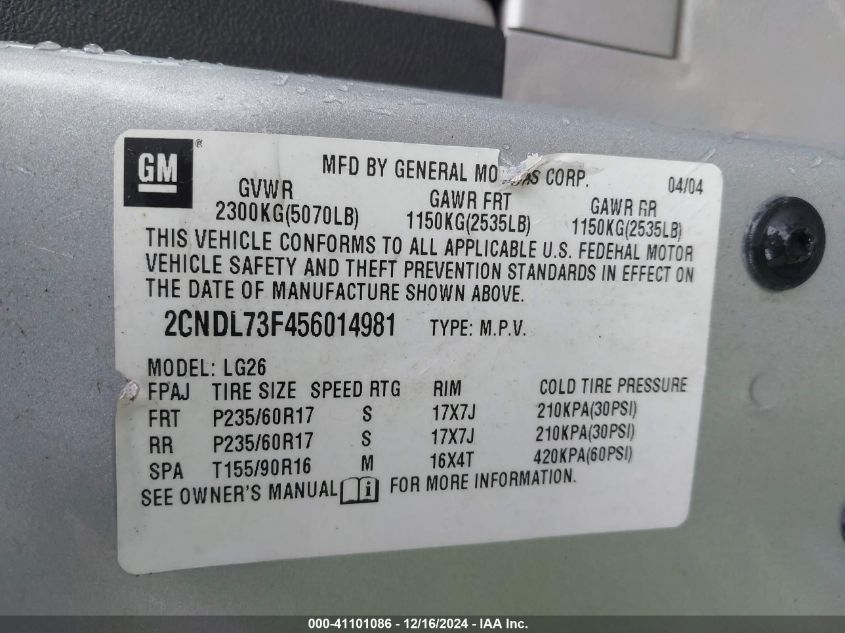 GM®
MFD BY GENERAL MO RS CORP. 04/04
GVWR GAWR FRT GAWR RR
2300KG(5070LB) 1150KG(2535LB) 1150KG(2535LB)
THIS VEHICLE CONFORMS TO ALL APPLICABLE U.S. FEDERAL MOTOR
VEHICLE SAFETY AND THEFT PREVENTION STANDARDS IN EFFECT ON
THE DATE OF MANUFACTURE SHOWN ABOVE.
2CNDL73F456014981 TYPE: M.P.V.
MODEL: LG26
FPAJ TIRE SIZE SPEED RTG RIM COLD TIRE PRESSURE
FRT P235/60R17 S 17X7J 210KPA(30PSI)
RR P235/60R17 S 17X7J 210KPA(30PSI)
SPA T155/90R16 M 16X4T 420KPA(60PSI)
SEE OWNER'S MANUAL i FOR MORE INFORMATION.
000-41101086 - 12/16/2024 - IAA Inc.